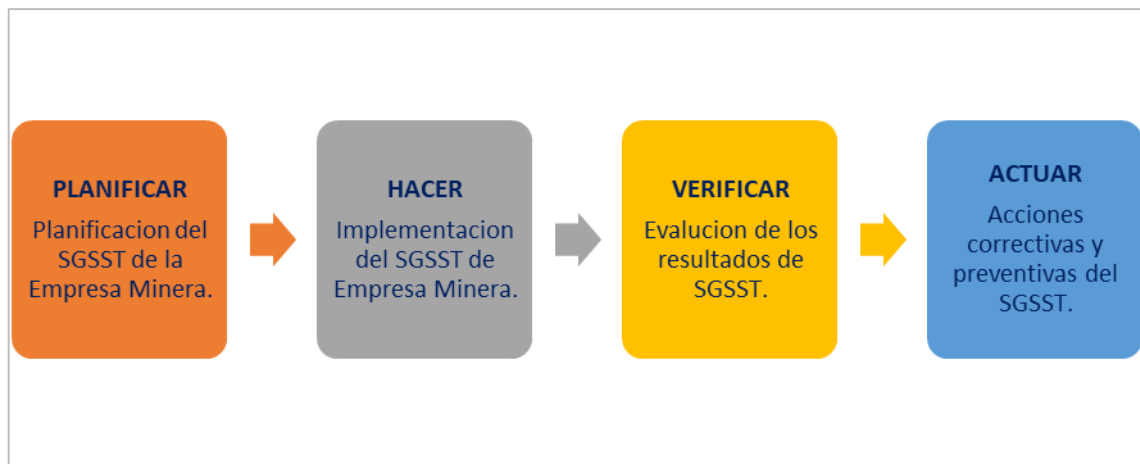 PLANIFICAR
Planificacion del
SGSST de la
Empresa Minera.
HACER
Implementacion
del SGSST de
Empresa Minera.
VERIFICAR
Evalucion de los
resultados de
SGSST.
ACTUAR
Acciones
correctivas y
preventivas del
SGSST.